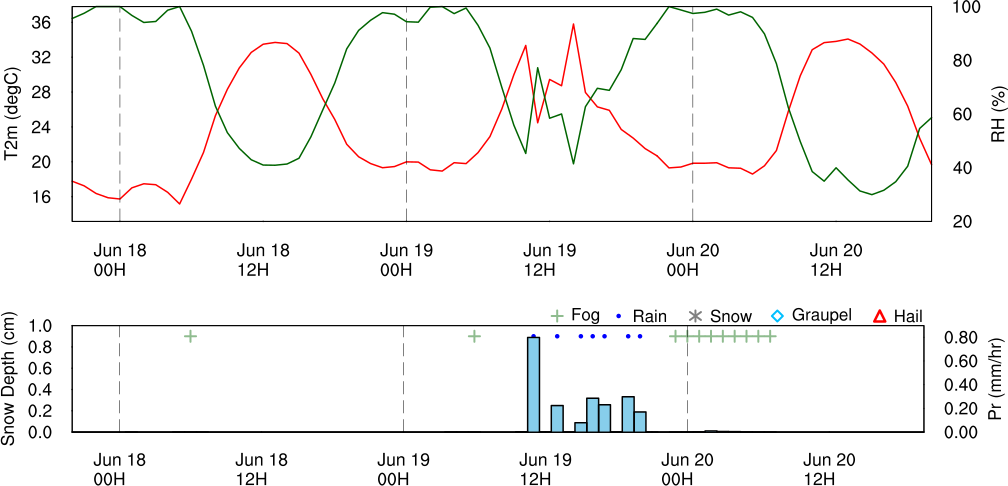 36
32
28
24
20
16
T2m (degC)
100
80
60
40
20
RH (%)
Jun 18 00H
Jun 18 12H
Jun 19 00H
Jun 19 12H
Jun 20 00H
Jun 20 12H
Fog Rain Snow Graupel Hail
1.0
0.8
0.6
0.4
0.2
0.0
Snow Depth (cm)
0.80
0.60
0.40
0.20
0.00
Pr (mm/hr)
Jun 18 00H
Jun 18 12H
Jun 19 00H
Jun 19 12H
Jun 20 00H
Jun 20 12H